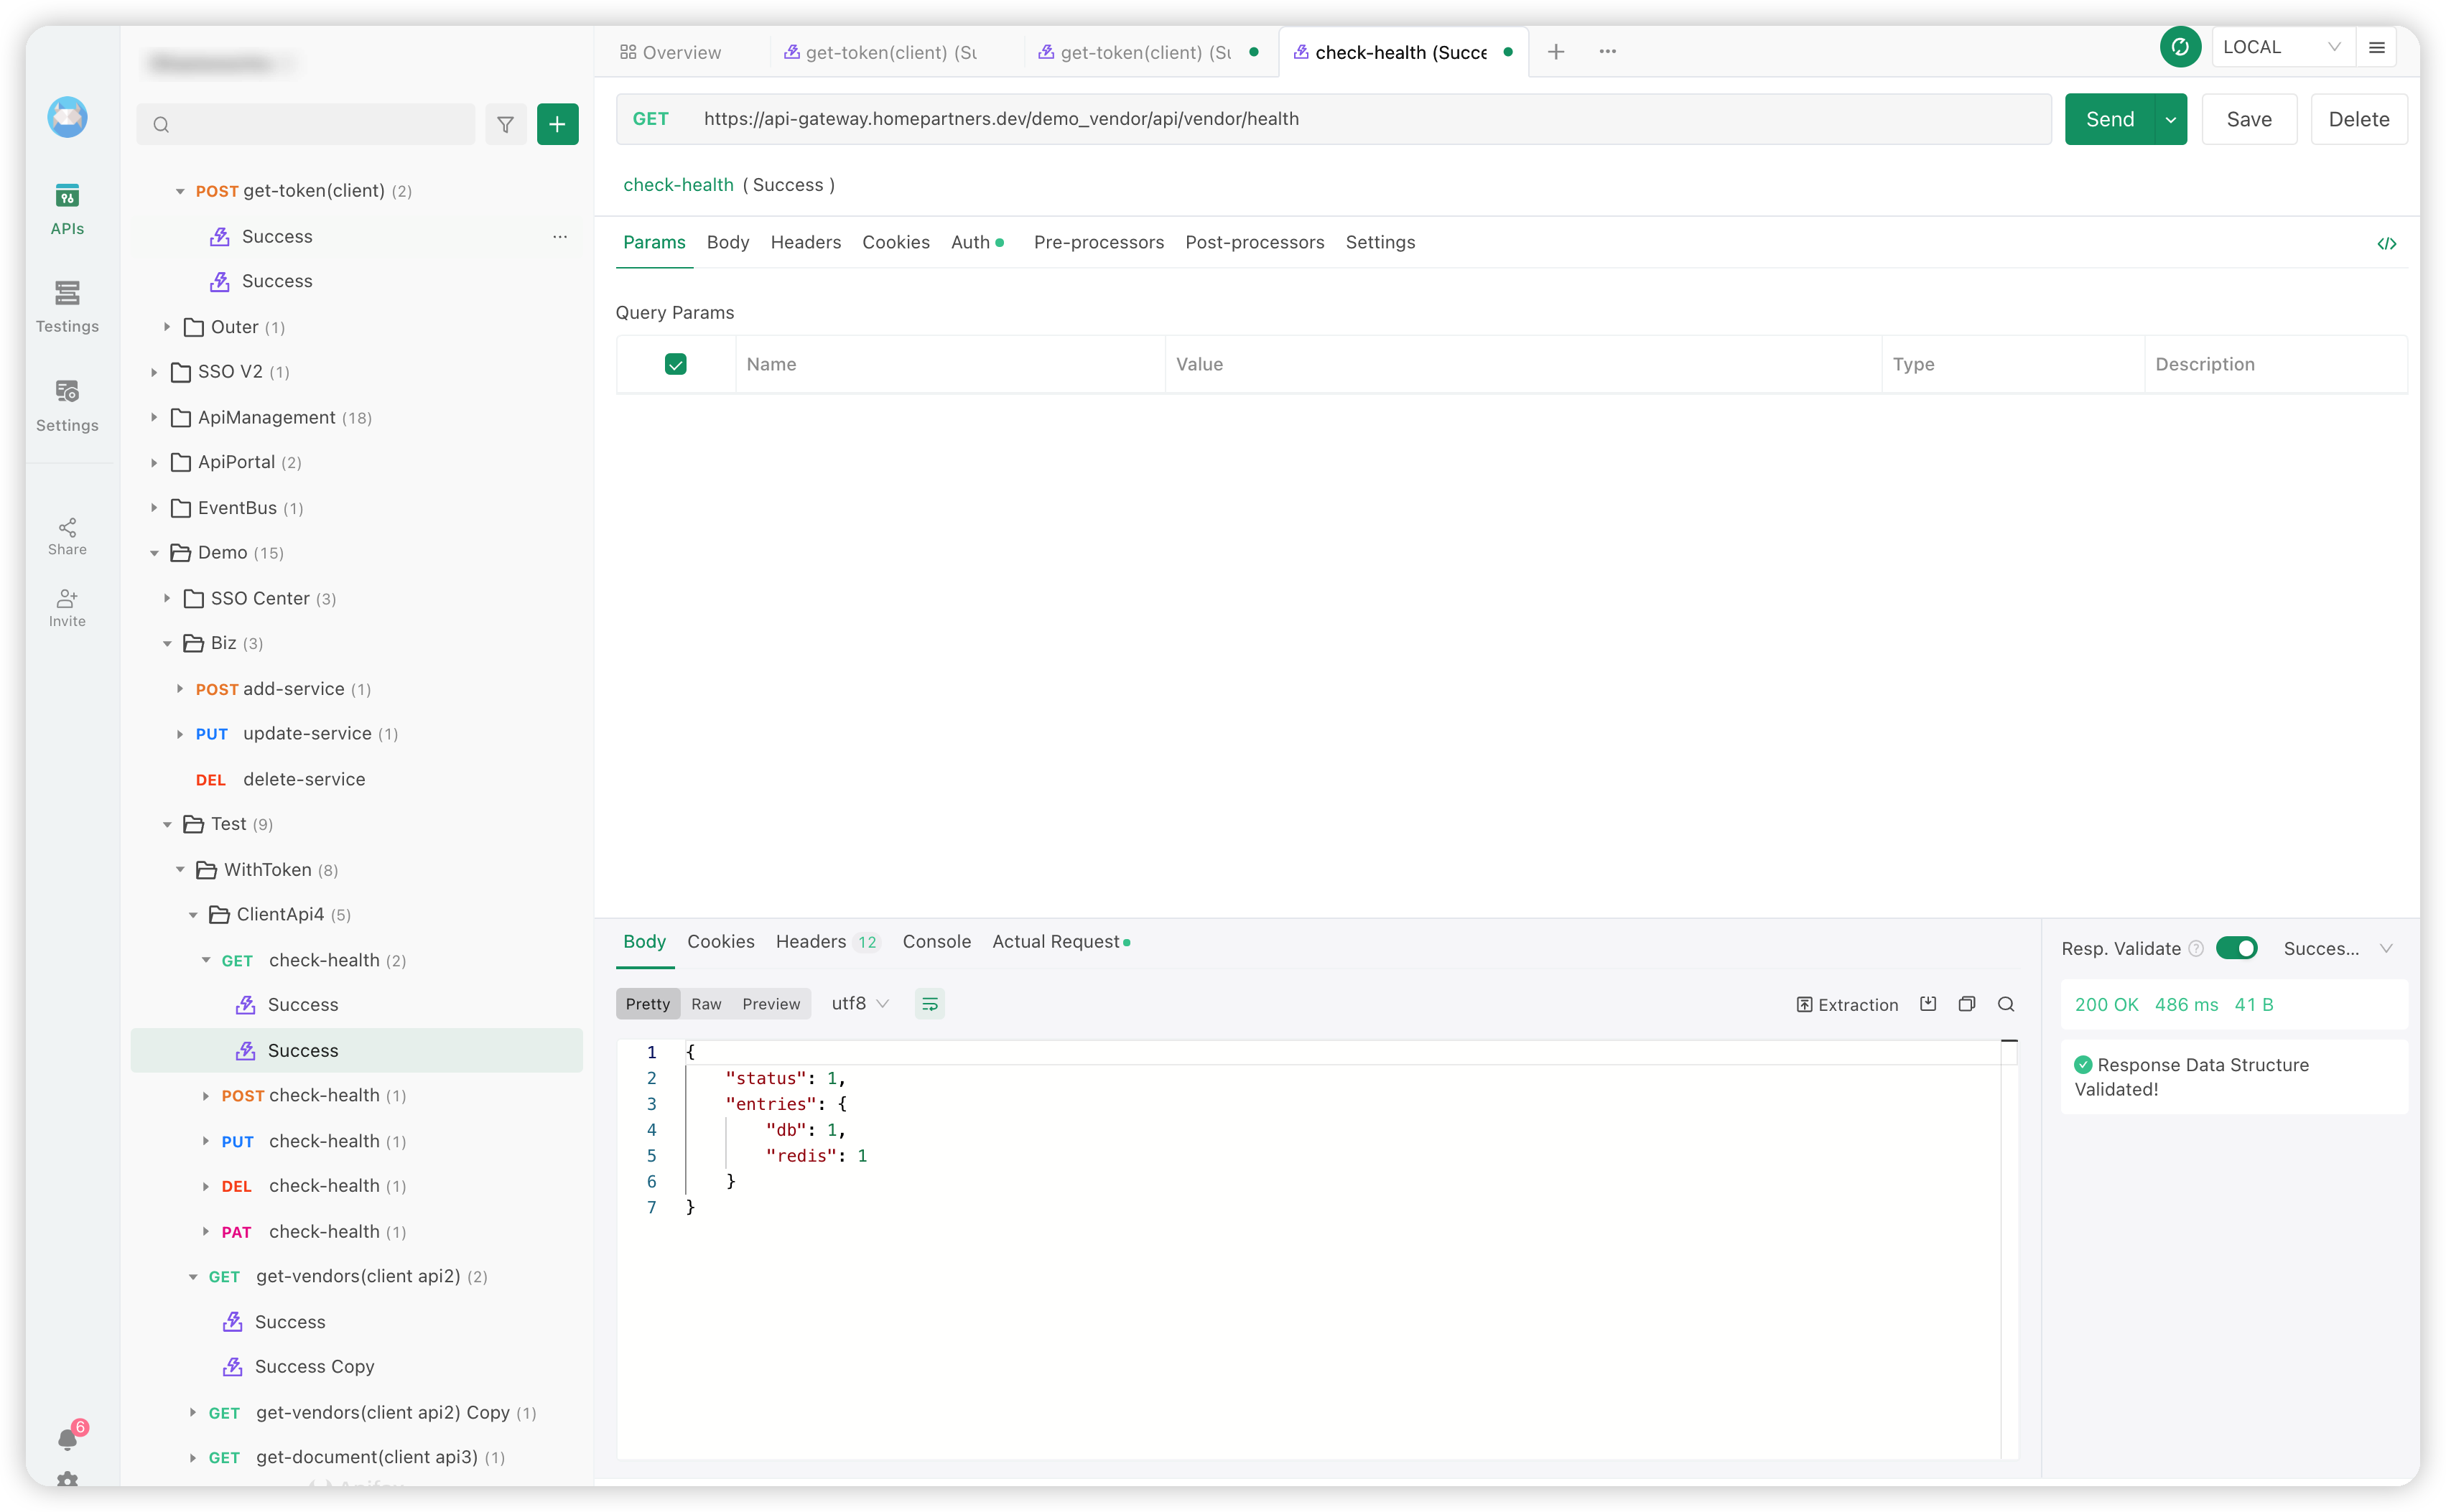 Overview
get-token(client) (Su
get-token(client) (Su
check-health (Succe
LOCAL
APIs
Testings
Settings
Share
Invite
6
POST get-token(client) (2)
Success
Success
Outer (1)
SSO V2 (1)
ApiManagement (18)
ApiPortal (2)
EventBus (1)
Demo (15)
SSO Center (3)
Biz (3)
POST add-service (1)
PUT update-service (1)
DEL delete-service
Test (9)
WithToken (8)
ClientApi4 (5)
GET check-health (2)
Success
Success
POST check-health (1)
PUT check-health (1)
DEL check-health (1)
PAT check-health (1)
GET get-vendors(client api2) (2)
Success
Success Copy
GET get-vendors(client api2) Copy (1)
GET get-document(client api3) (1)
GET https://api-gateway.homepartners.dev/demo_vendor/api/vendor/health
Send
Save
Delete
check-health ( Success )
Params Body Headers Cookies Auth Pre-processors Post-processors Settings
Query Params
Name Value Type Description
Body Cookies Headers 12 Console Actual Request
Pretty Raw Preview utf8
Extraction
1 {
2 "status": 1,
3 "entries": {
4 "db": 1,
5 "redis": 1
6 }
7 }
Resp. Validate ? Succes...
200 OK 486 ms 41 B
Response Data Structure
Validated!